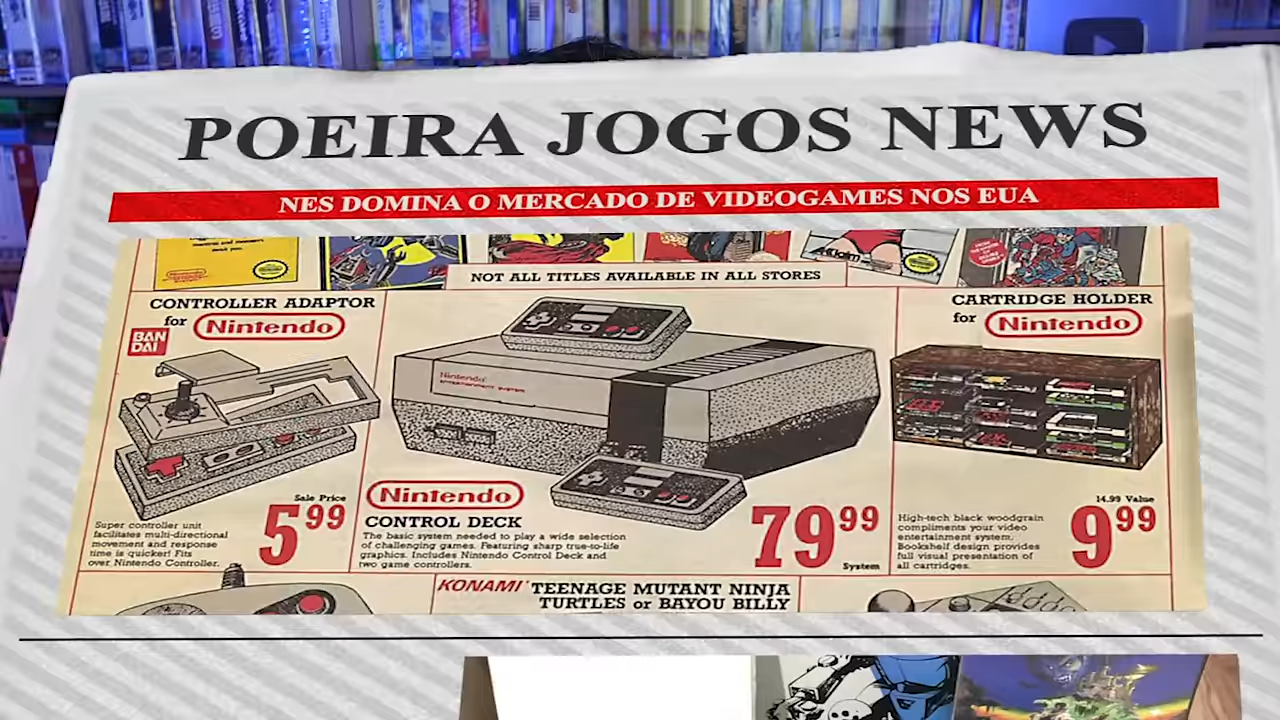 POEIRA JOGOS NEWS
NES DOMINA O MERCADO DE VIDEOGAMES NOS EUA
NOT ALL TITLES AVAILABLE IN ALL STORES
CONTROLLER ADAPTOR
for Nintendo
BAN
DAI
Sale Price
5 99
Super controller unit
facilitates multi-directional
movement and response
time is quicker! Fits
over Nintendo Controller.
Nintendo
ENTERTAINMENT SYSTEM
Nintendo
CONTROL DECK
The basic system needed to play a wide selection
of challenging games. Featuring sharp true-to-life
graphics. Includes Nintendo Control Deck and
two game controllers.
79 99
System
CARTRIDGE HOLDER
for Nintendo
14.99 Value
9 99
High-tech black woodgrain
compliments your video
entertainment system.
Bookshelf design provides
full visual presentation of
all cartridges.
KONAMI TEENAGE MUTANT NINJA
TURTLES or BAYOU BILLY